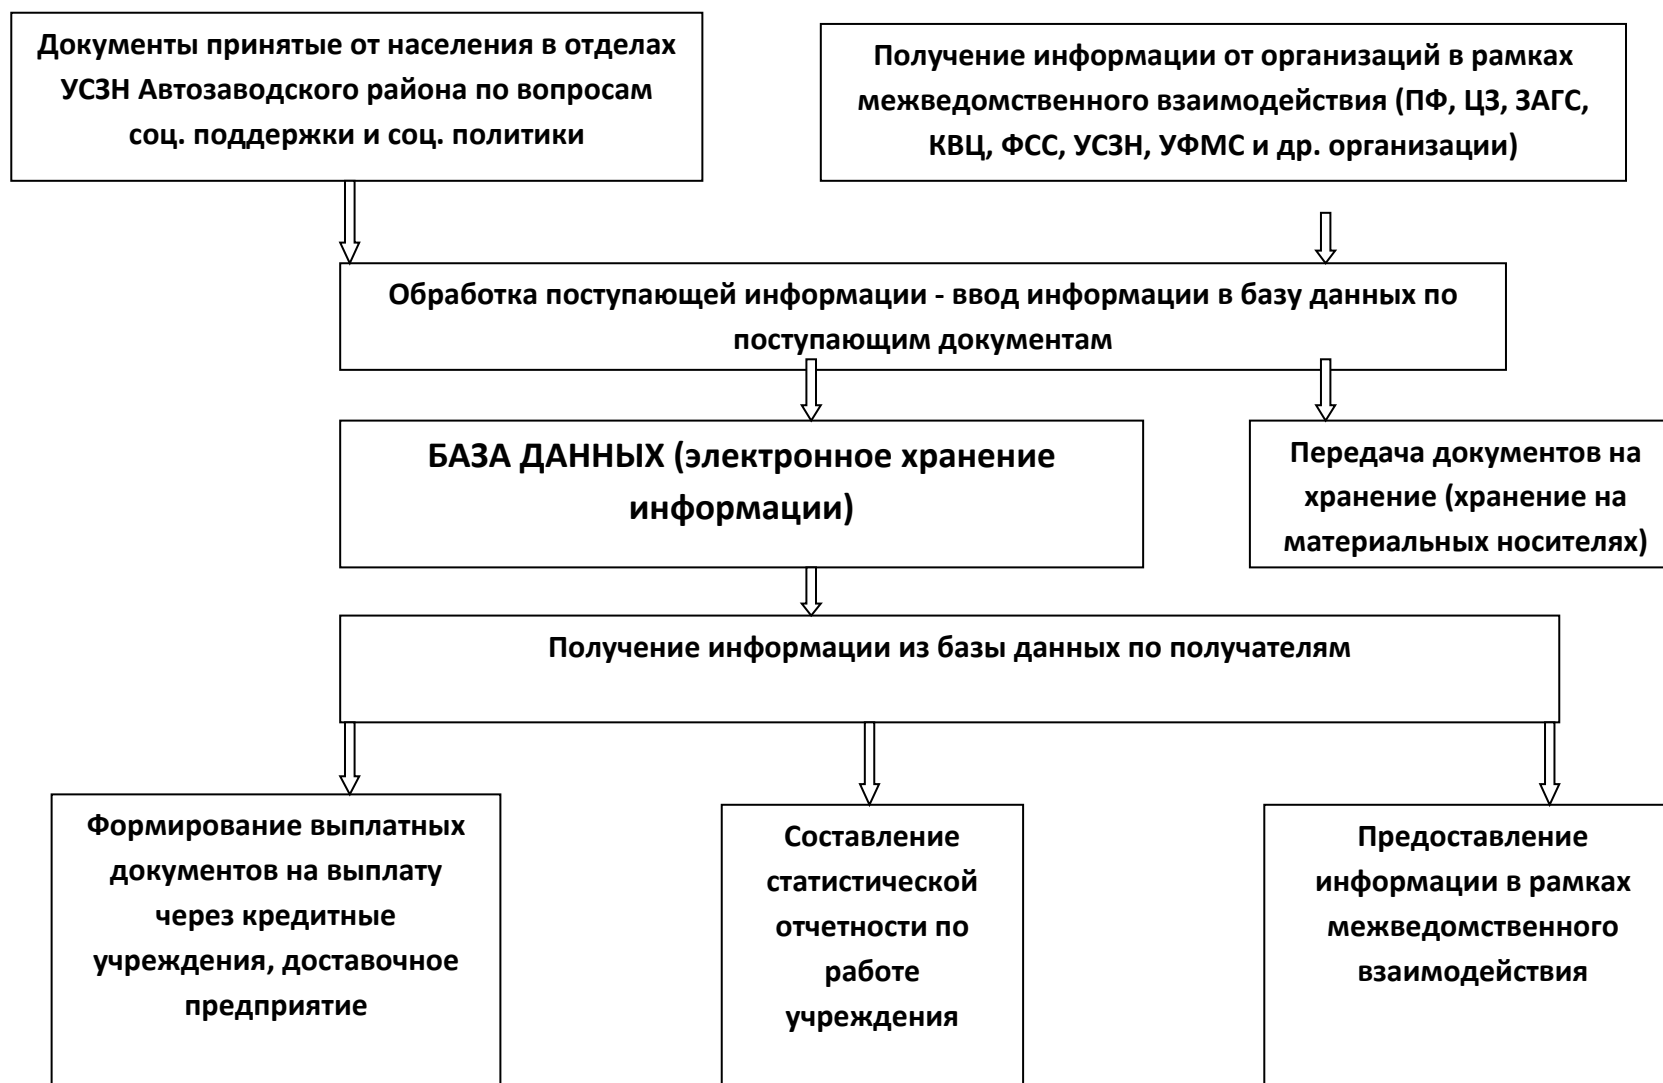 Документы принятые от населения в отделах
УСЗН Автозаводского района по вопросам
соц. поддержки и соц. политики
Получение информации от организаций в рамках
межведомственного взаимодействия (ПФ, ЦЗ, ЗАГС,
КВЦ, ФСС, УСЗН, УФМС и др. организации)
Обработка поступающей информации - ввод информации в базу данных по
поступающим документам
БАЗА ДАННЫХ (электронное хранение
информации)
Передача документов на
хранение (хранение на
материальных носителях)
Получение информации из базы данных по получателям
Формирование выплатных
документов на выплату
через кредитные
учреждения, доставочное
предприятие
Составление
статистической
отчетности по
работе
учреждения
Предоставление
информации в рамках
межведомственного
взаимодействия